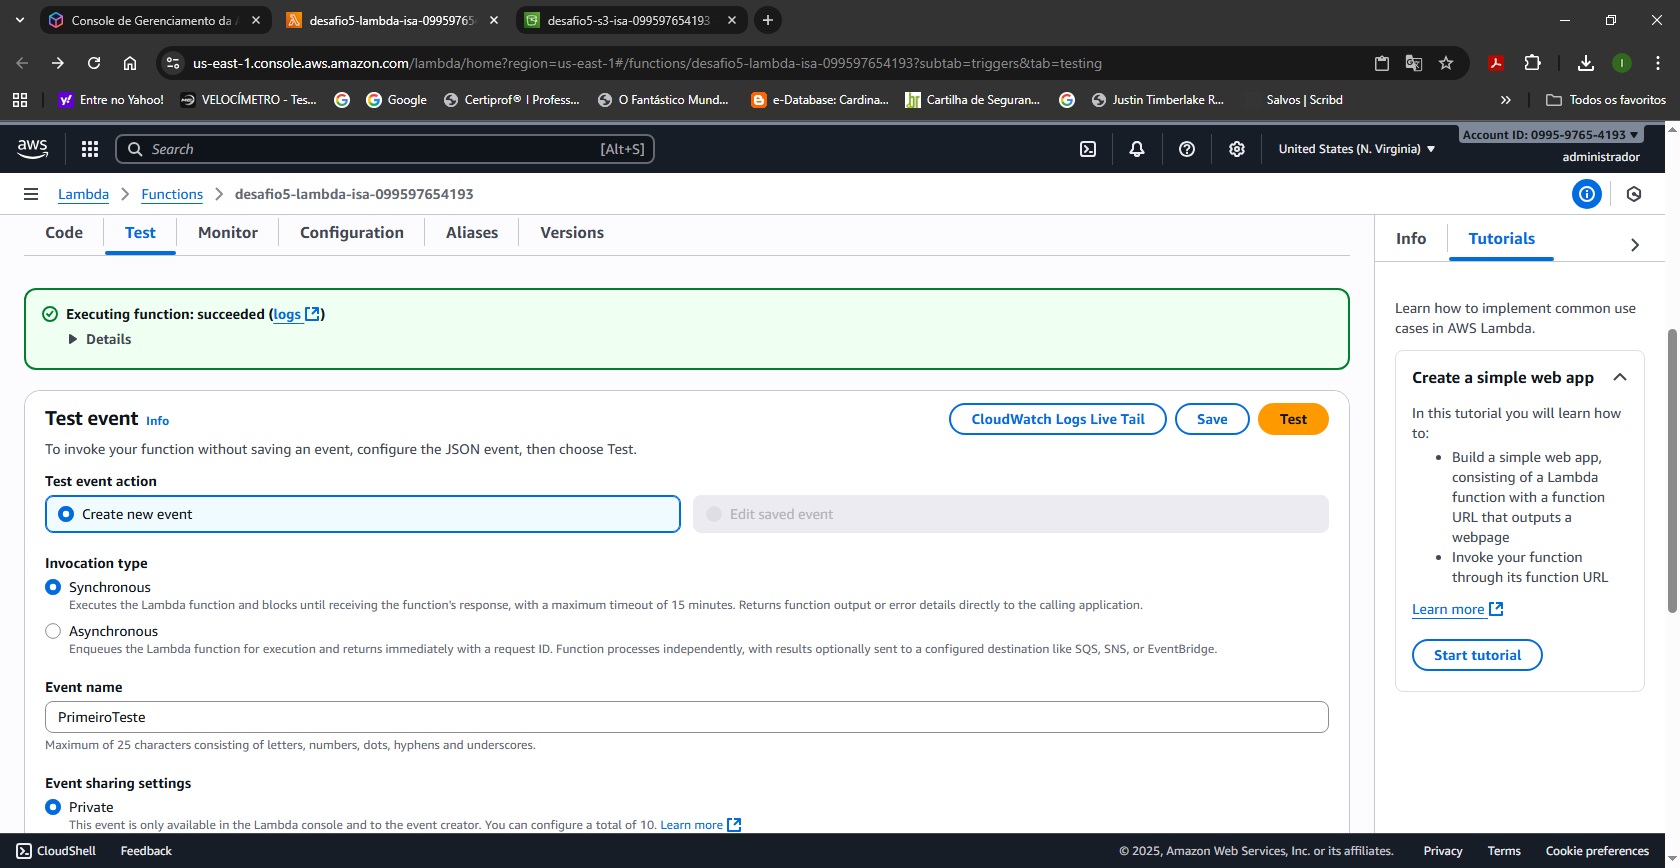 Console de Gerenciamento da A
desafio5-lambda-isa-09959765
desafio5-s3-isa-099597654193
us-east-1.console.aws.amazon.com/lambda/home?region=us-east-1#/functions/desafio5-lambda-isa-099597654193?subtab=triggers&tab=testing
I
Entre no Yahoo!
VELOCÍMETRO - Tes...
Google
Certiprof® | Profess...
O Fantástico Mund...
e-Database: Cardina...
Cartilha de Seguran...
Justin Timberlake R...
Salvos | Scribd
»
Todos os favoritos
aws
Search
[Alt+S]
United States (N. Virginia)
Account ID: 0995-9765-4193
administrador
Lambda
Functions
desafio5-lambda-isa-099597654193
Code
Test
Monitor
Configuration
Aliases
Versions
Info
Tutorials
Executing function: succeeded (logs)
Details
Test event Info
CloudWatch Logs Live Tail
Save
Test
To invoke your function without saving an event, configure the JSON event, then choose Test.
Test event action
Create new event
Edit saved event
Invocation type
Synchronous
Executes the Lambda function and blocks until receiving the function's response, with a maximum timeout of 15 minutes. Returns function output or error details directly to the calling application.
Asynchronous
Enqueues the Lambda function for execution and returns immediately with a request ID. Function processes independently, with results optionally sent to a configured destination like SQS, SNS, or EventBridge.
Event name
PrimeiroTeste
Maximum of 25 characters consisting of letters, numbers, dots, hyphens and underscores.
Event sharing settings
Private
This event is only available in the Lambda console and to the event creator. You can configure a total of 10. Learn more
Learn how to implement common use
cases in AWS Lambda.
Create a simple web app
In this tutorial you will learn how
to:
• Build a simple web app,
consisting of a Lambda
function with a function
URL that outputs a
webpage
• Invoke your function
through its function URL
Learn more
Start tutorial
CloudShell
Feedback
© 2025, Amazon Web Services, Inc. or its affiliates.
Privacy
Terms
Cookie preferences